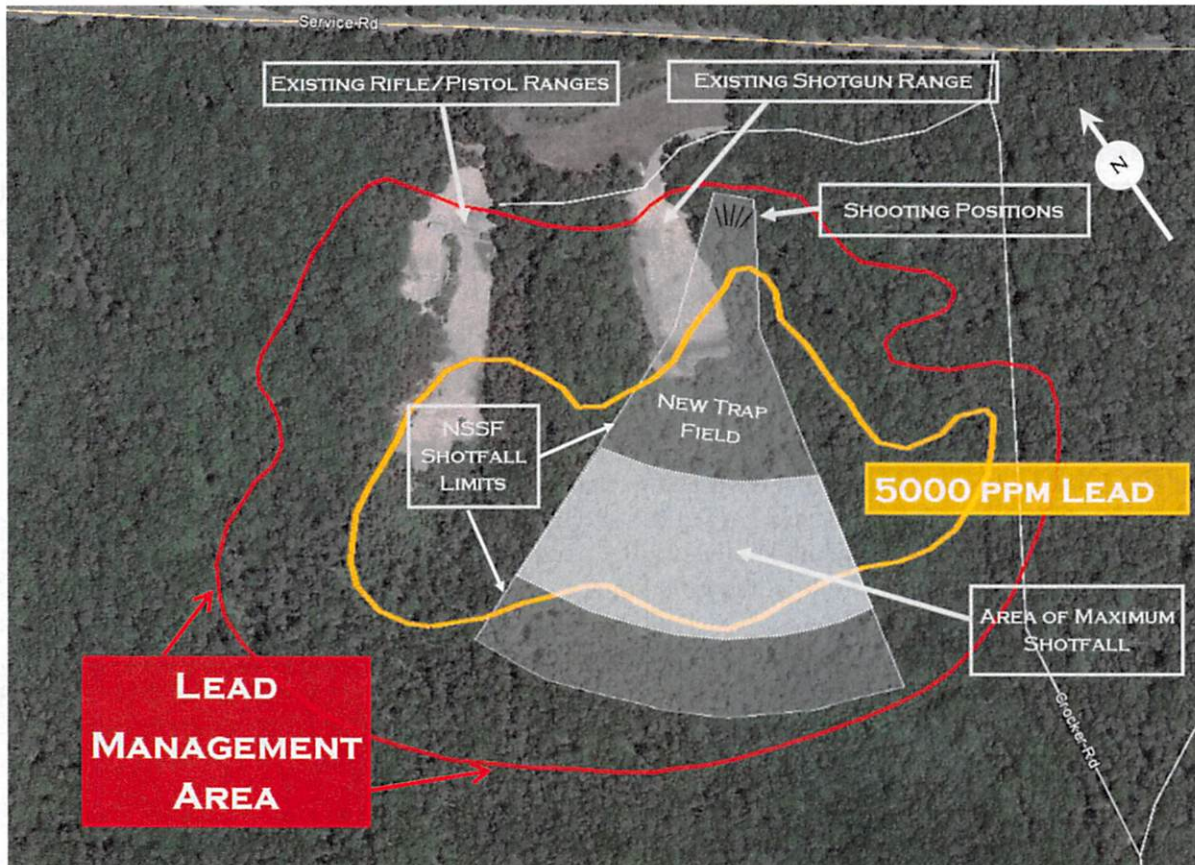 Service Rd
EXISTING RIFLE/PISTOL RANGES
EXISTING SHOTGUN RANGE
N
SHOOTING POSITIONS
NEW TRAP
FIELD
NSSF
SHOTFALL
LIMITS
5000 PPM LEAD
AREA OF MAXIMUM
SHOTFALL
LEAD
MANAGEMENT
AREA
Crocker-Rd